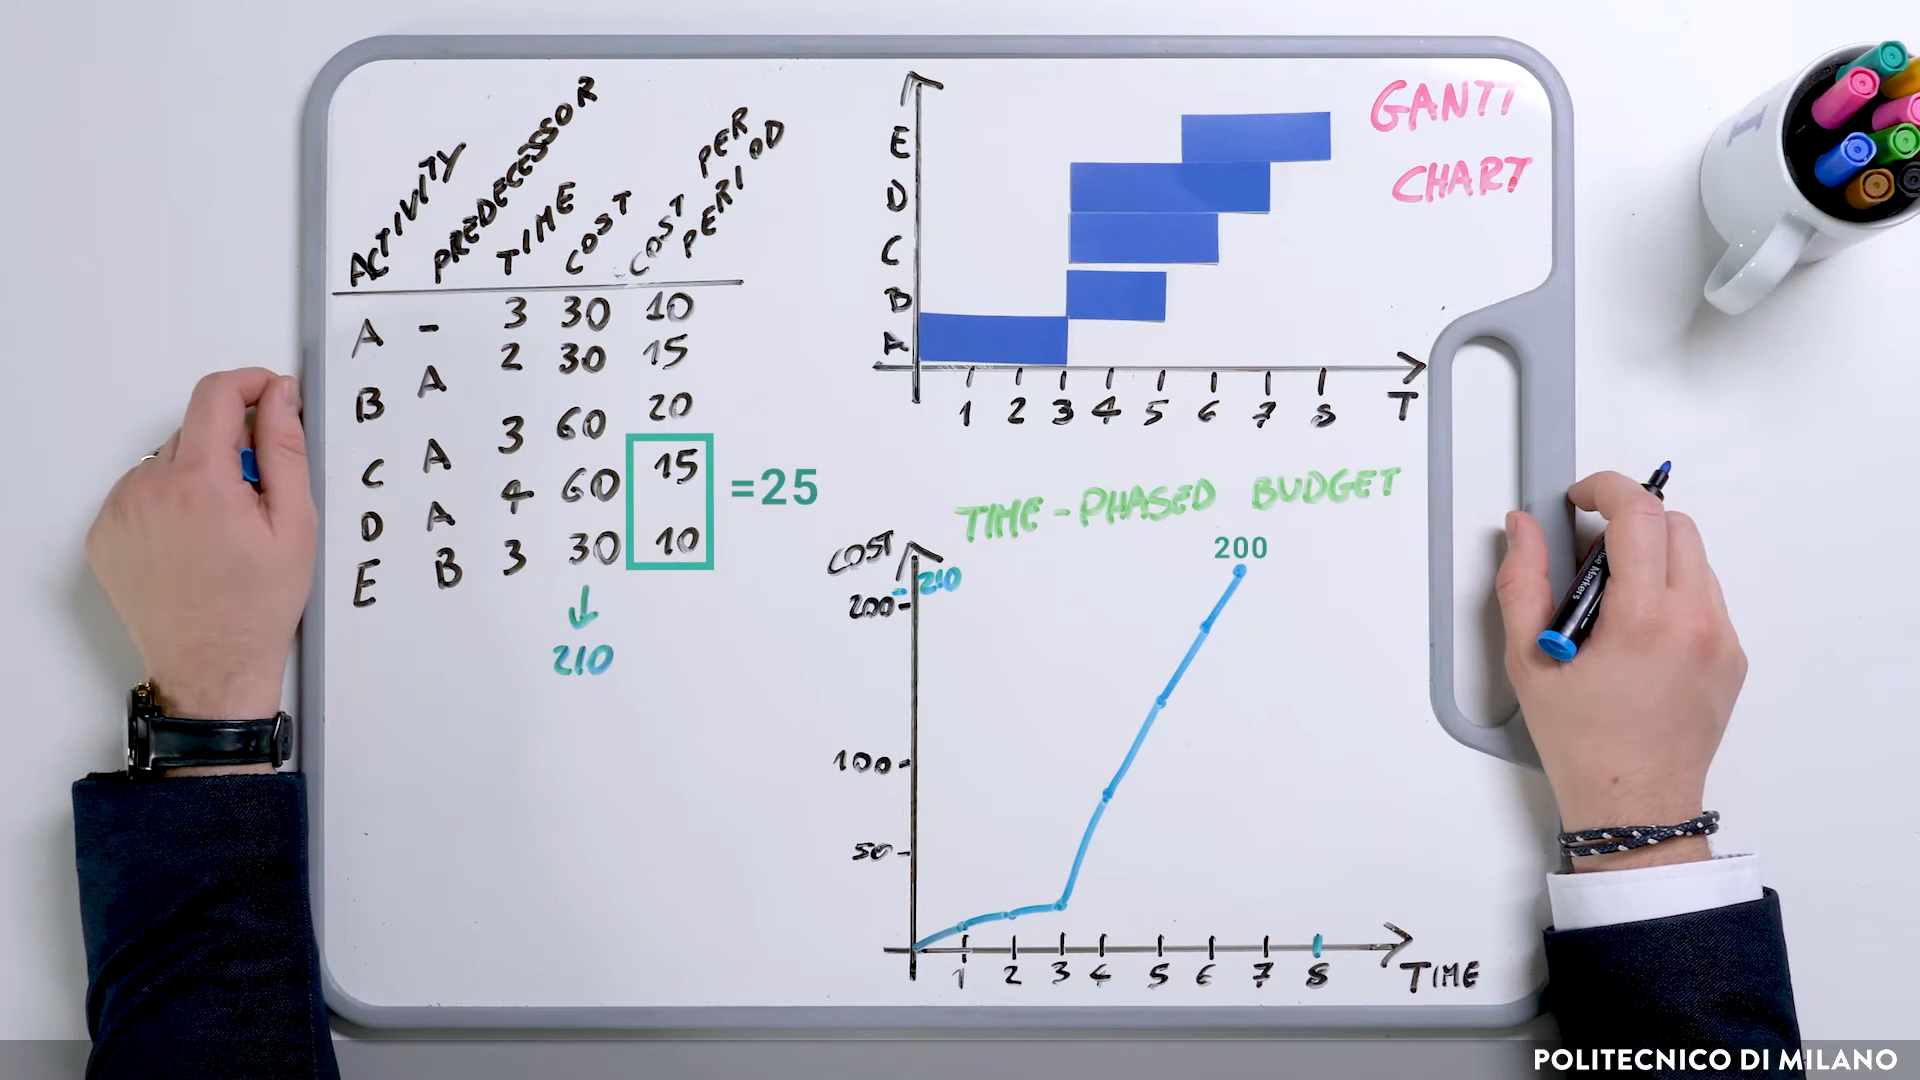 ACTIVITY PREDECESSOR TIME COST COST PER PERIOD
A - 3 30 10
B A 2 30 15
C A 3 60 20
D A 4 60 15
E B 3 30 10
=25
↓
210
GANTT
CHART
E
D
C
B
A
1 2 3 4 5 6 7 8 T
TIME-PHASED BUDGET
COST
200
210
200
100
50
1 2 3 4 5 6 7 8 TIME
Markers
POLITECNICO DI MILANO